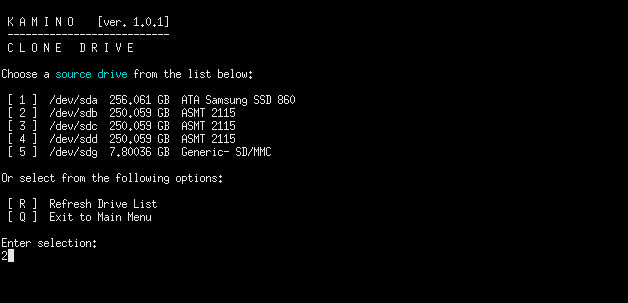 K A M I N O [ver. 1.0.1]
---------------------------
C L O N E D R I V E
Choose a source drive from the list below:
[ 1 ] /dev/sda 256.061 GB ATA Samsung SSD 860
[ 2 ] /dev/sdb 250.059 GB ASMT 2115
[ 3 ] /dev/sdc 250.059 GB ASMT 2115
[ 4 ] /dev/sdd 250.059 GB ASMT 2115
[ 5 ] /dev/sdg 7.80036 GB Generic- SD/MMC
Or select from the following options:
[ R ] Refresh Drive List
[ Q ] Exit to Main Menu
Enter selection:
2